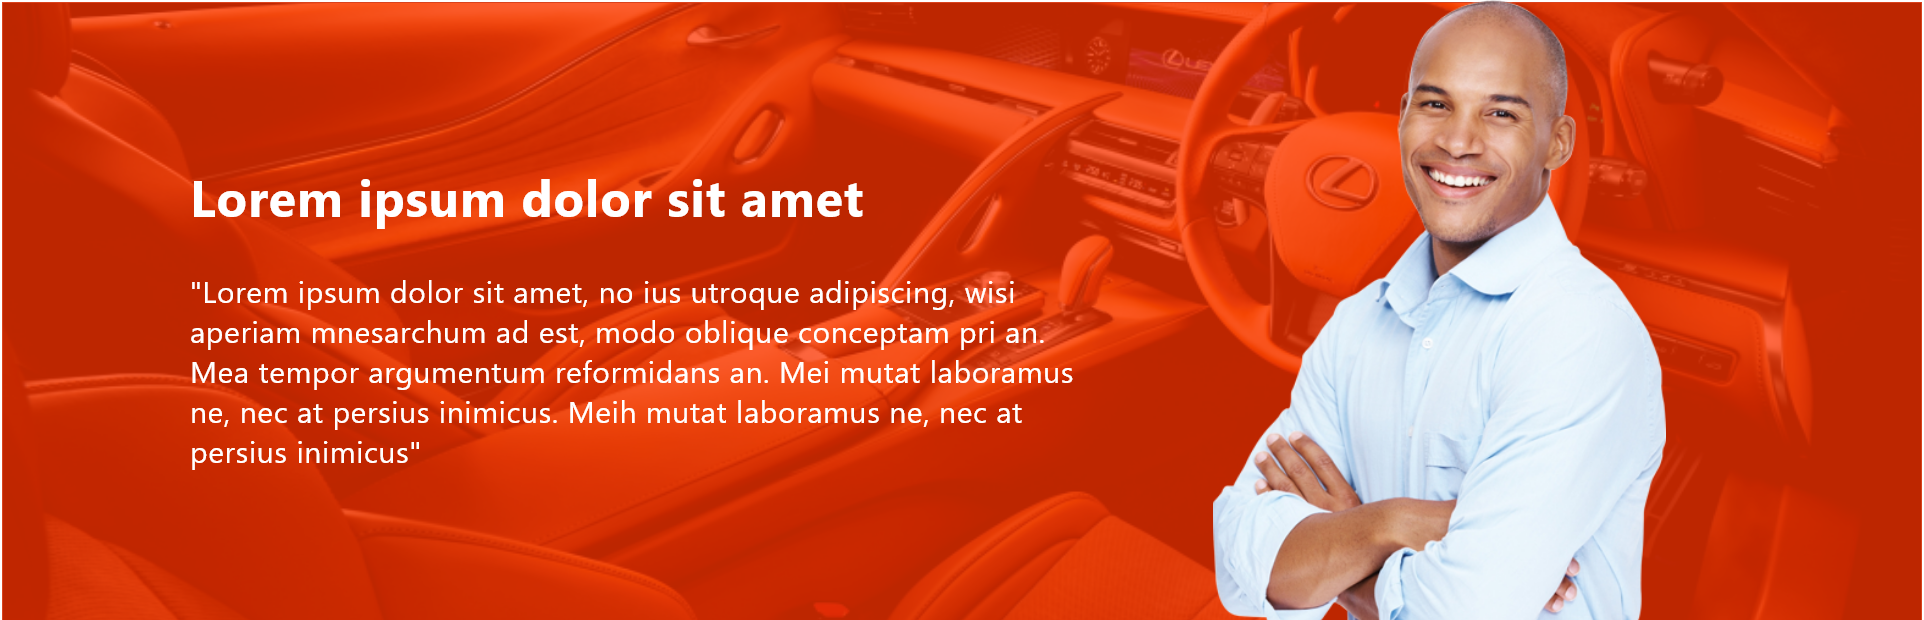 Lorem ipsum dolor sit amet
"Lorem ipsum dolor sit amet, no ius utroque adipiscing, wisi
aperiam mnesarchum ad est, modo oblique conceptam pri an.
Mea tempor argumentum reformidans an. Mei mutat laboramus
ne, nec at persius inimicus. Meih mutat laboramus ne, nec at
persius inimicus"